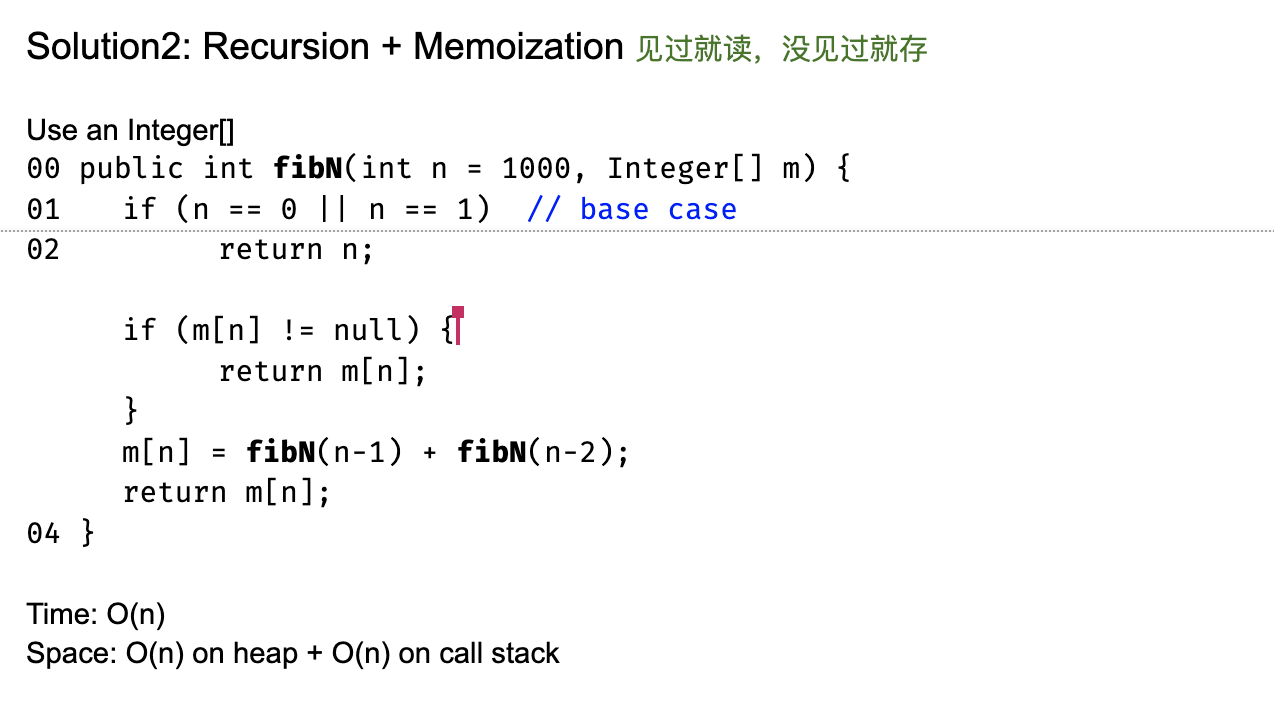 Solution2: Recursion + Memoization 见过就读，没见过就存
Use an Integer[]
00 public int fibN(int n = 1000, Integer[] m) {
01 if (n == 0 || n == 1) // base case
02 return n;
if (m[n] != null) {
return m[n];
}
m[n] = fibN(n-1) + fibN(n-2);
return m[n];
04 }
Time: O(n)
Space: O(n) on heap + O(n) on call stack